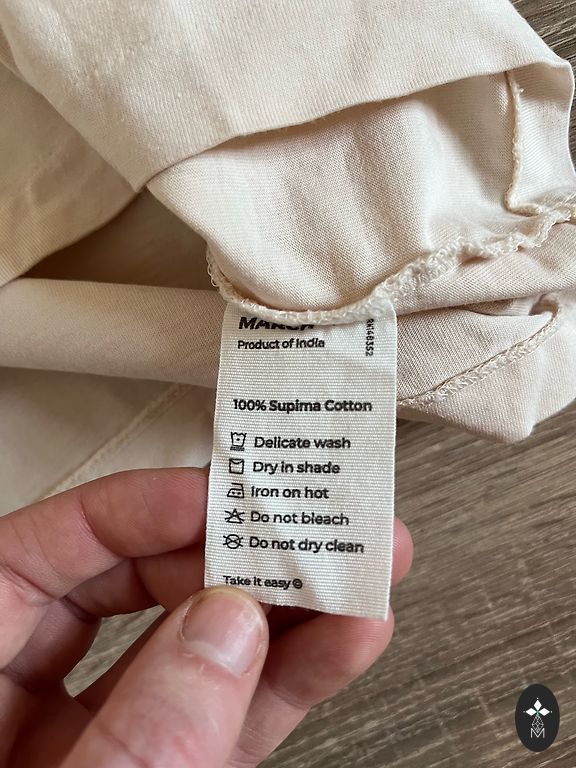 Product of India
RN148352
100% Supima Cotton
Delicate wash
Dry in shade
Iron on hot
Do not bleach
Do not dry clean
Take it easy
M